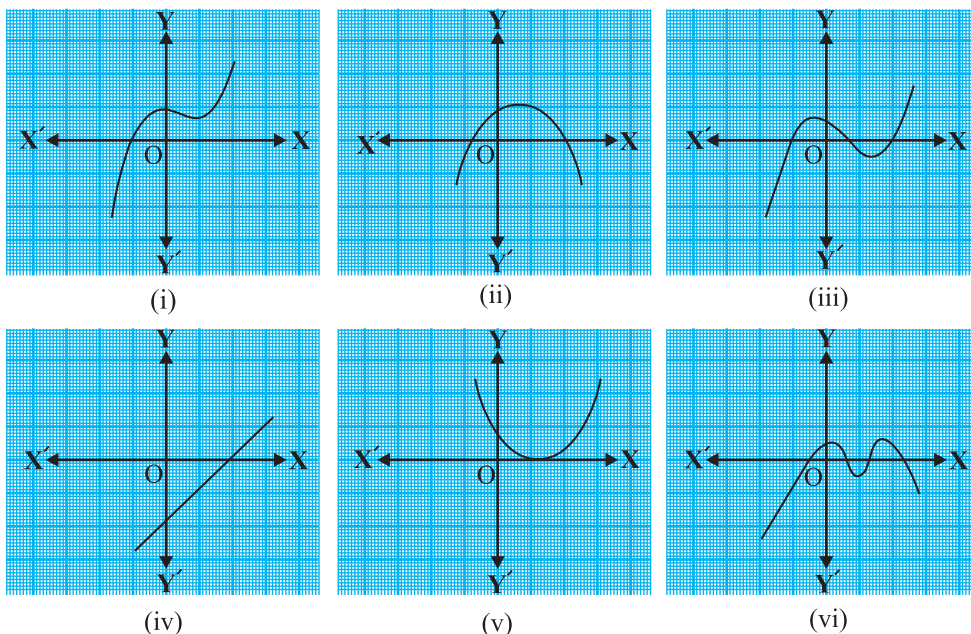 Y Y Y
X′ O X X′ O X X′ O X
Y′ Y′ Y′
(i) (ii) (iii)
Y Y Y
X′ O X X′ O X X′ O X
Y′ Y′ Y′
(iv) (v) (vi)